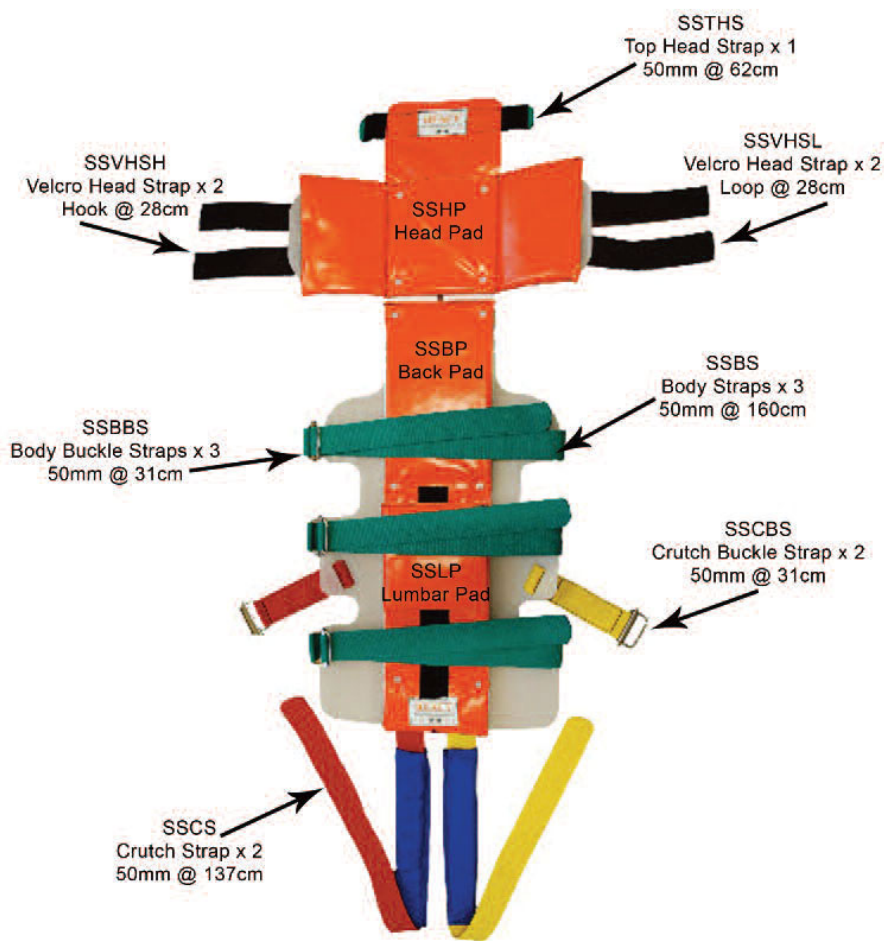 SSTHS
Top Head Strap x 1
50mm @ 62cm
SSVHSH
Velcro Head Strap x 2
Hook @ 28cm
SSVHSL
Velcro Head Strap x 2
Loop @ 28cm
SSHP
Head Pad
SSBP
Back Pad
SSBS
Body Straps x 3
50mm @ 160cm
SSBBS
Body Buckle Straps x 3
50mm @ 31cm
SSCBS
Crutch Buckle Strap x 2
50mm @ 31cm
SSLP
Lumbar Pad
SSCS
Crutch Strap x 2
50mm @ 137cm